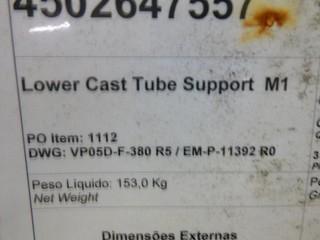 4502647557
Lower Cast Tube Support M1
PO Item: 1112
DWG: VP05D-F-380 R5 / EM-P-11392 R0
Peso Líquido: 153,0 Kg
Net Weight
Dimensões Externas